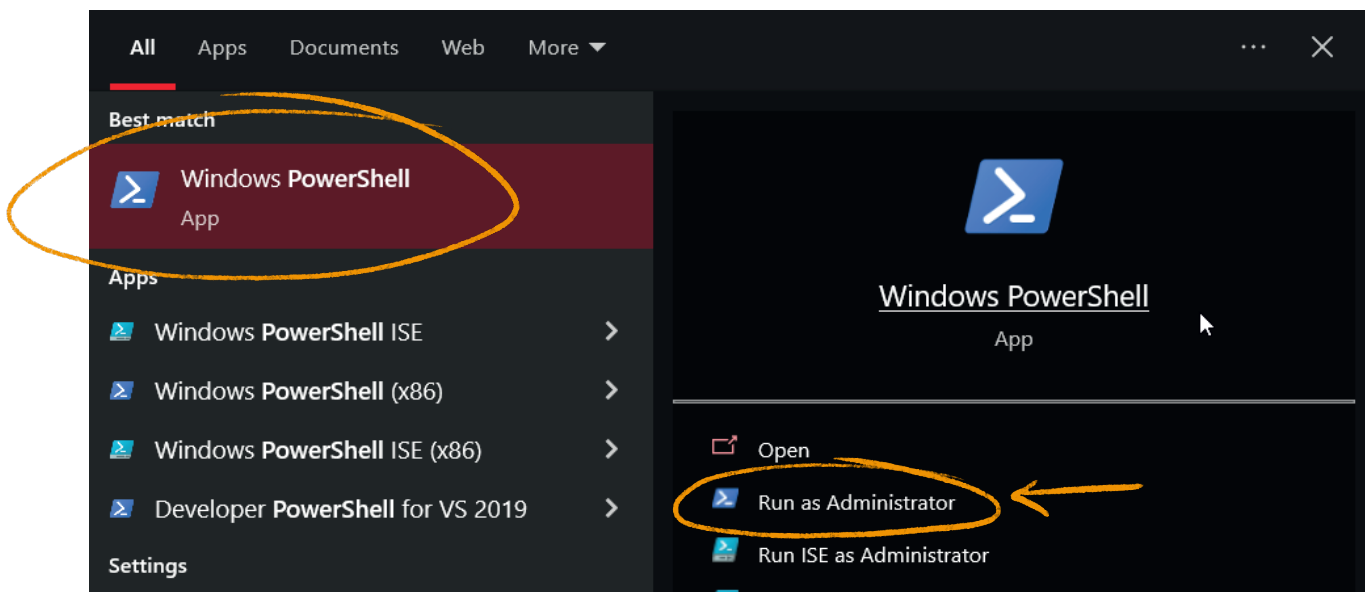 All Apps Documents Web More
Best match
Windows PowerShell
App
Apps
Windows PowerShell ISE
Windows PowerShell (x86)
Windows PowerShell ISE (x86)
Developer PowerShell for VS 2019
Settings
Windows PowerShell
App
Open
Run as Administrator
Run ISE as Administrator